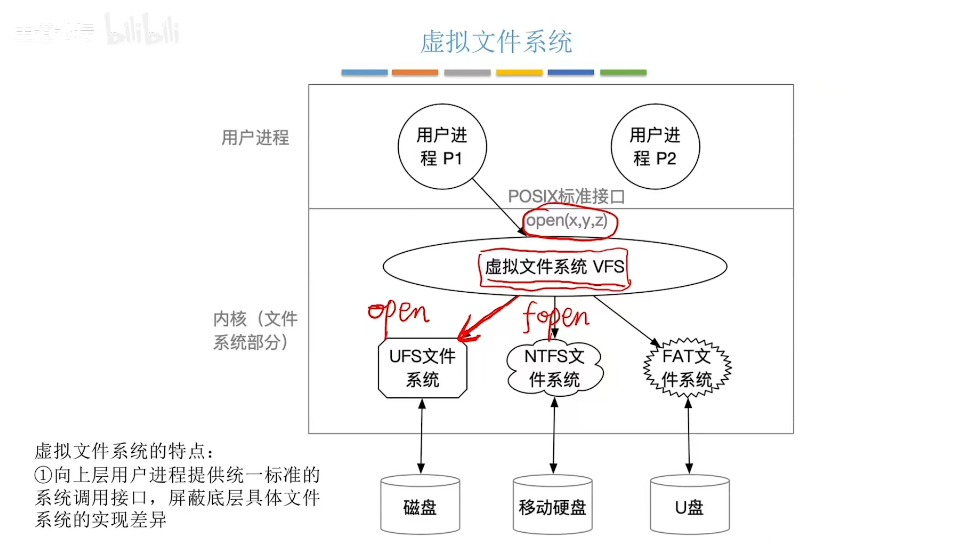 bilibili
虚拟文件系统
用户进程
用户进
程 P1
用户进
程 P2
POSIX标准接口
open(x,y,z)
虚拟文件系统 VFS
open
fopen
内核（文件
系统部分）
UFS文件
系统
NTFS文
件系统
FAT文
件系统
虚拟文件系统的特点：
①向上层用户进程提供统一标准的
系统调用接口，屏蔽底层具体文件
系统的实现差异
磁盘
移动硬盘
U盘